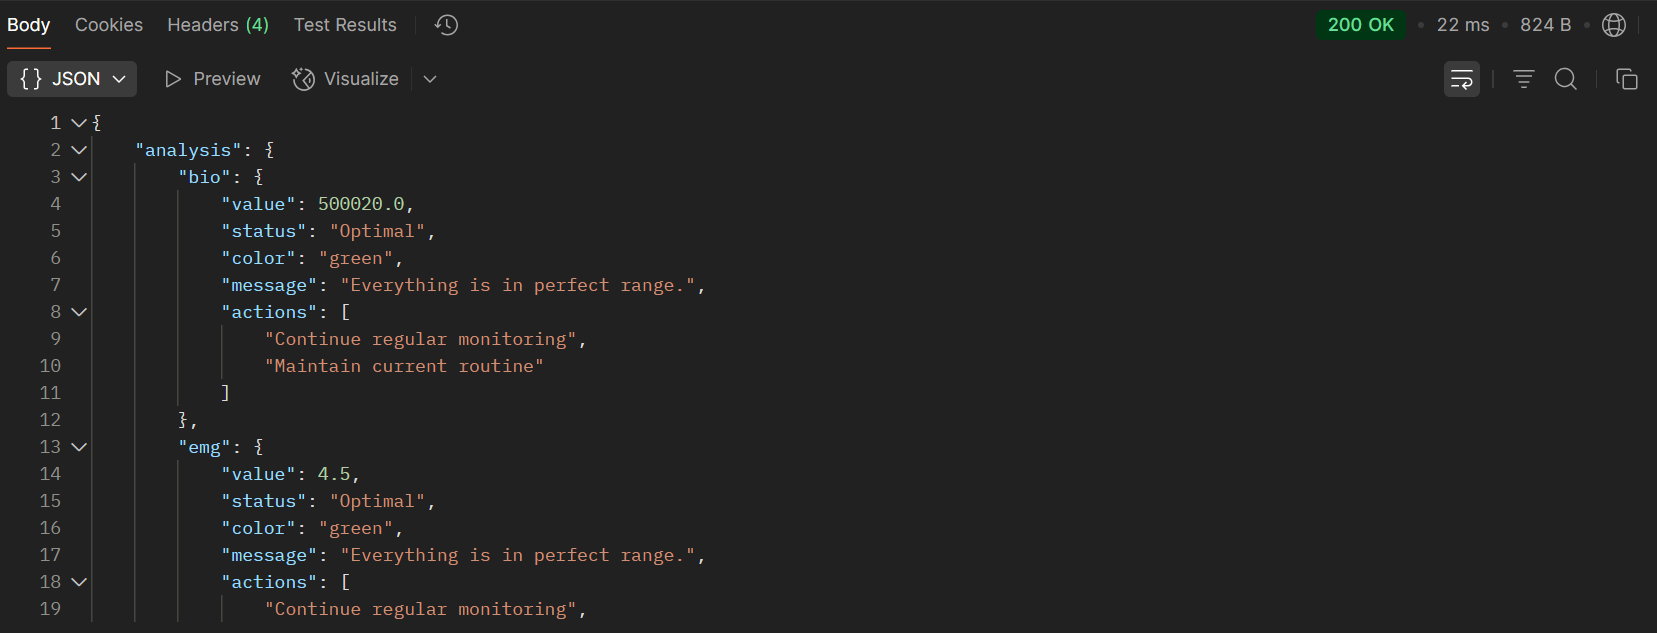 Body Cookies Headers (4) Test Results 200 OK • 22 ms • 824 B •
{} JSON Preview Visualize
1 {
2 "analysis": {
3 "bio": {
4 "value": 500020.0,
5 "status": "Optimal",
6 "color": "green",
7 "message": "Everything is in perfect range.",
8 "actions": [
9 "Continue regular monitoring",
10 "Maintain current routine"
11 ]
12 },
13 "emg": {
14 "value": 4.5,
15 "status": "Optimal",
16 "color": "green",
17 "message": "Everything is in perfect range.",
18 "actions": [
19 "Continue regular monitoring",